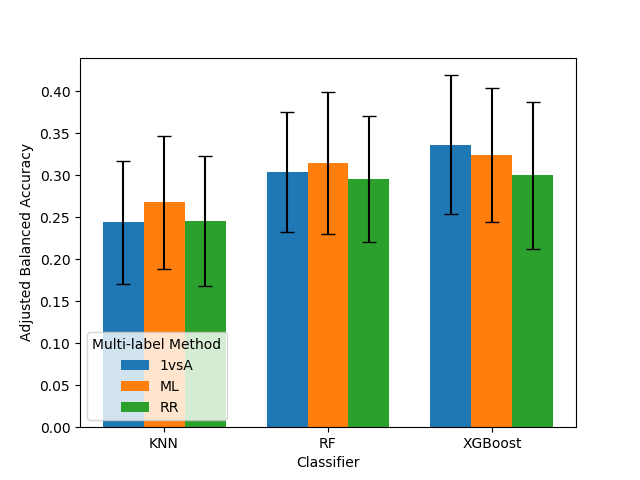 Adjusted Balanced Accuracy
0.40
0.35
0.30
0.25
0.20
0.15
0.10
0.05
0.00
Multi-label Method
1vsA
ML
RR
KNN
RF
XGBoost
Classifier